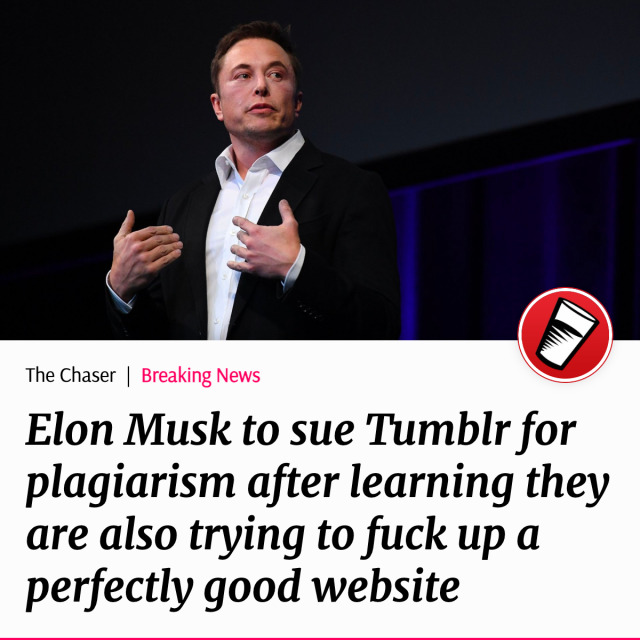 The Chaser | Breaking News
Elon Musk to sue Tumblr for
plagiarism after learning they
are also trying to fuck up a
perfectly good website